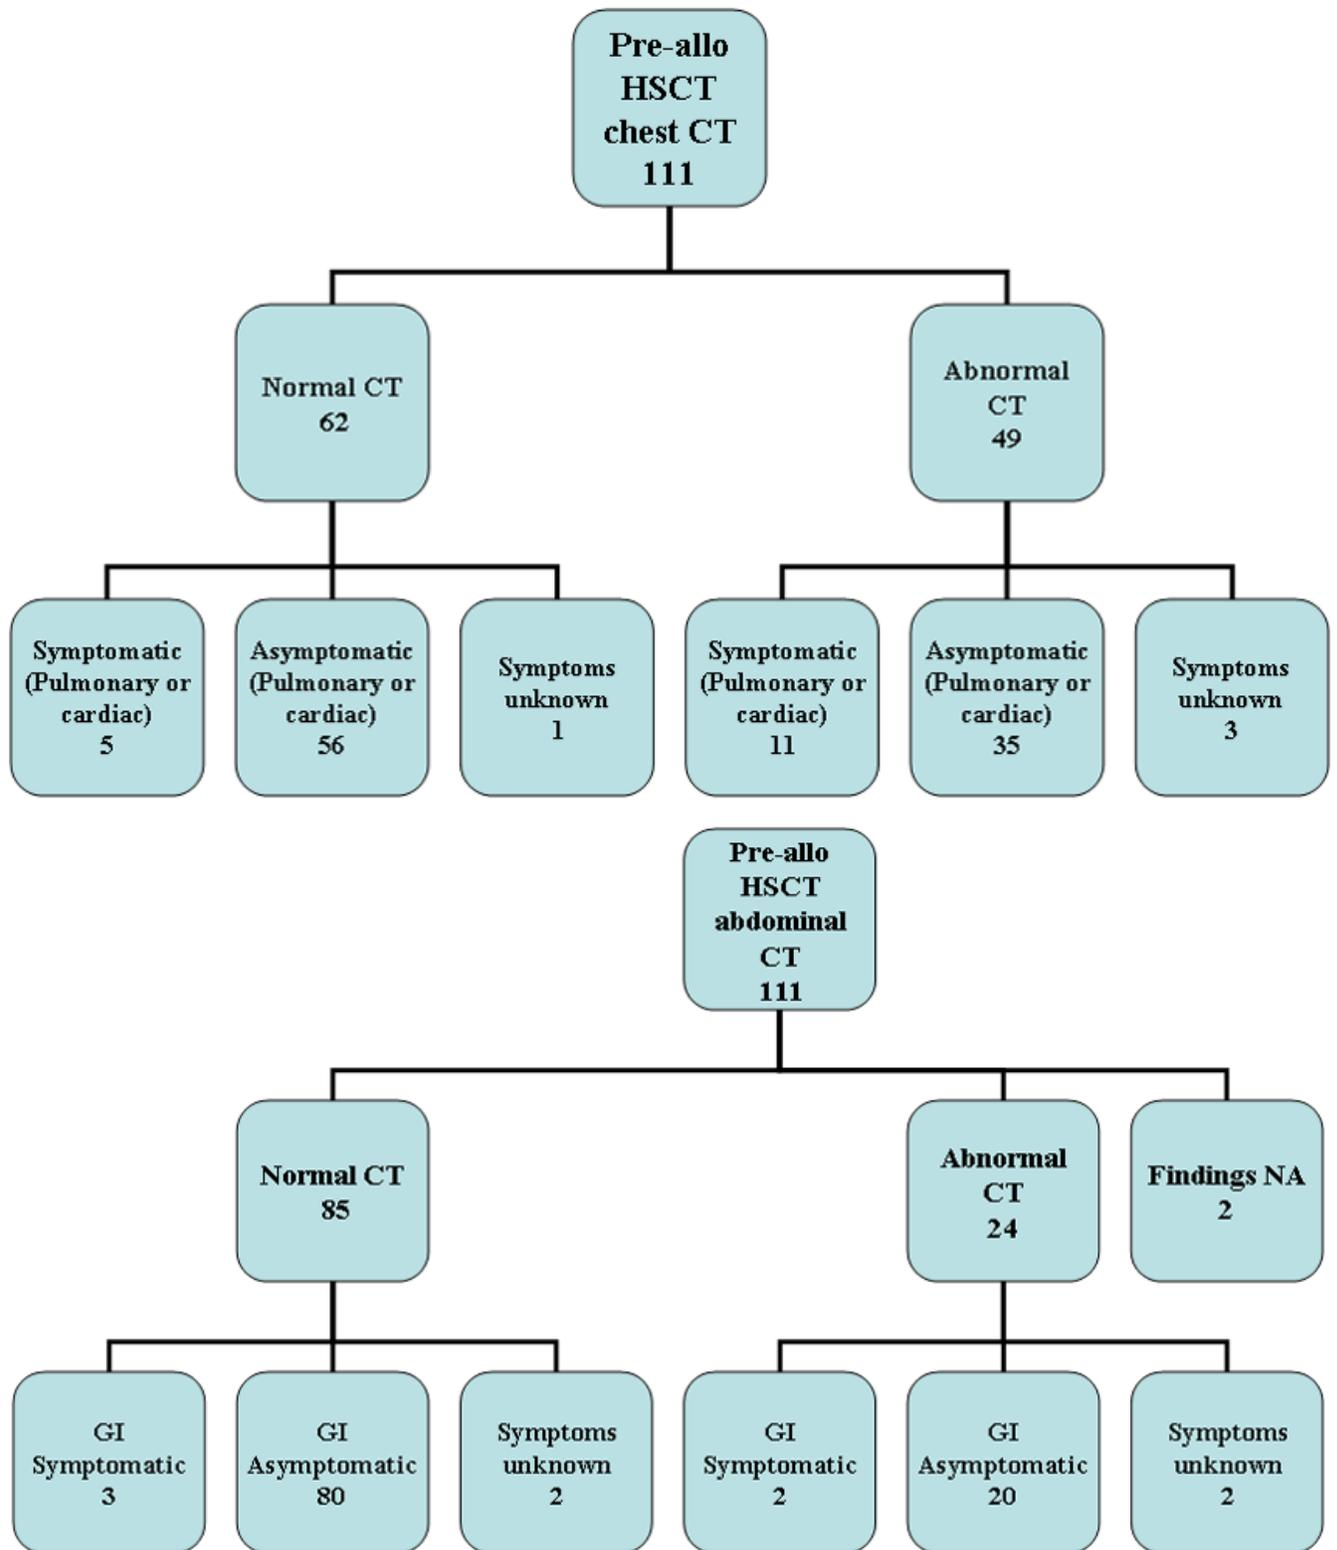 Pre-allo
HSCT
chest CT
111
Normal CT
62
Abnormal
CT
49
Symptomatic
(Pulmonary or
cardiac)
5
Asymptomatic
(Pulmonary or
cardiac)
56
Symptoms
unknown
1
Symptomatic
(Pulmonary or
cardiac)
11
Asymptomatic
(Pulmonary or
cardiac)
35
Symptoms
unknown
3
Pre-allo
HSCT
abdominal
CT
111
Normal CT
85
Abnormal
CT
24
Findings NA
2
GI
Symptomatic
3
GI
Asymptomatic
80
Symptoms
unknown
2
GI
Symptomatic
2
GI
Asymptomatic
20
Symptoms
unknown
2